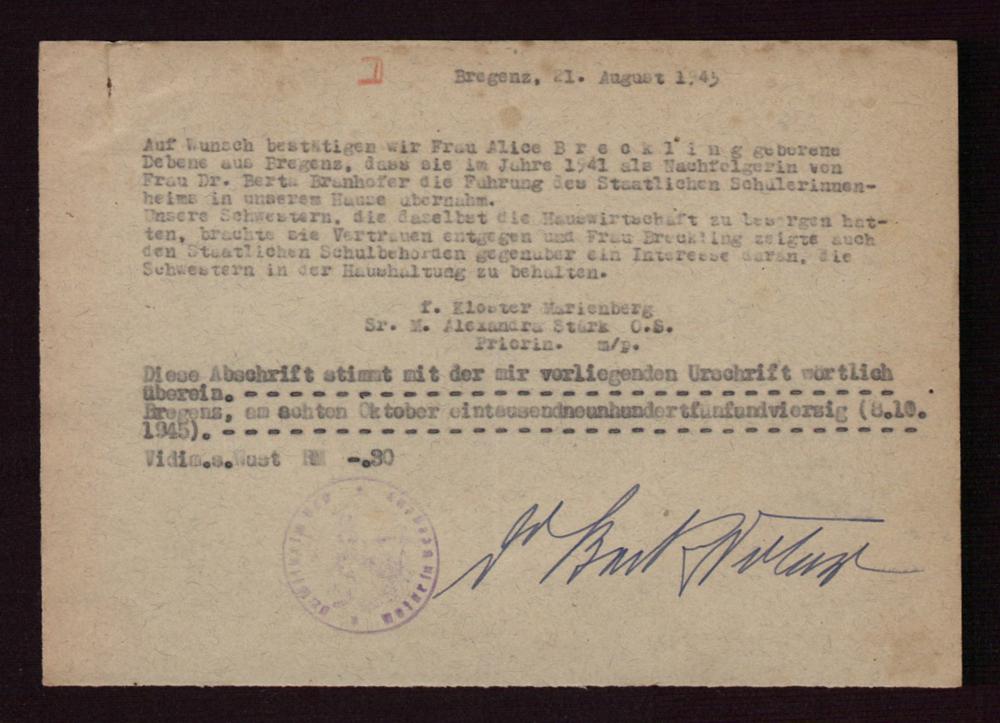 Bregenz, 21. August 1945
Auf Wunsch bestätigen wir Frau Alice B r e c k l i n g geborene
Debene aus Bregenz, dass sie im Jahre 1941 als Nachfolgerin von
Frau Dr. Berta Branhofer die Führung des Staatlichen Schülerinnen-
heims in unserem Hause übernahm.
Unsere Schwestern, die daselbst die Hauswirtschaft zu besorgen hat-
ten, brachte sie Vertrauen entgegen und Frau Breckling zeigte auch
den Staatlichen Schulbehörden gegenüber ein Interesse daran, die
Schwestern in der Haushaltung zu behalten.
f. Kloster Marienberg
Sr. M. Alexandra Stark O.S.
Priorin. m/p.
Diese Abschrift stimmt mit der mir vorliegenden Urschrift wörtlich
überein.- - - - - - - - - - - - - - - - - - - - - - - - - - - - -
Bregenz, am achten Oktober eintausendneunhundertfünfundvierzig (8.10.
1945).- - - - - - - - - - - - - - - - - - - - - - - - - - - - - - -
Vidim.s.Wust RM -.30